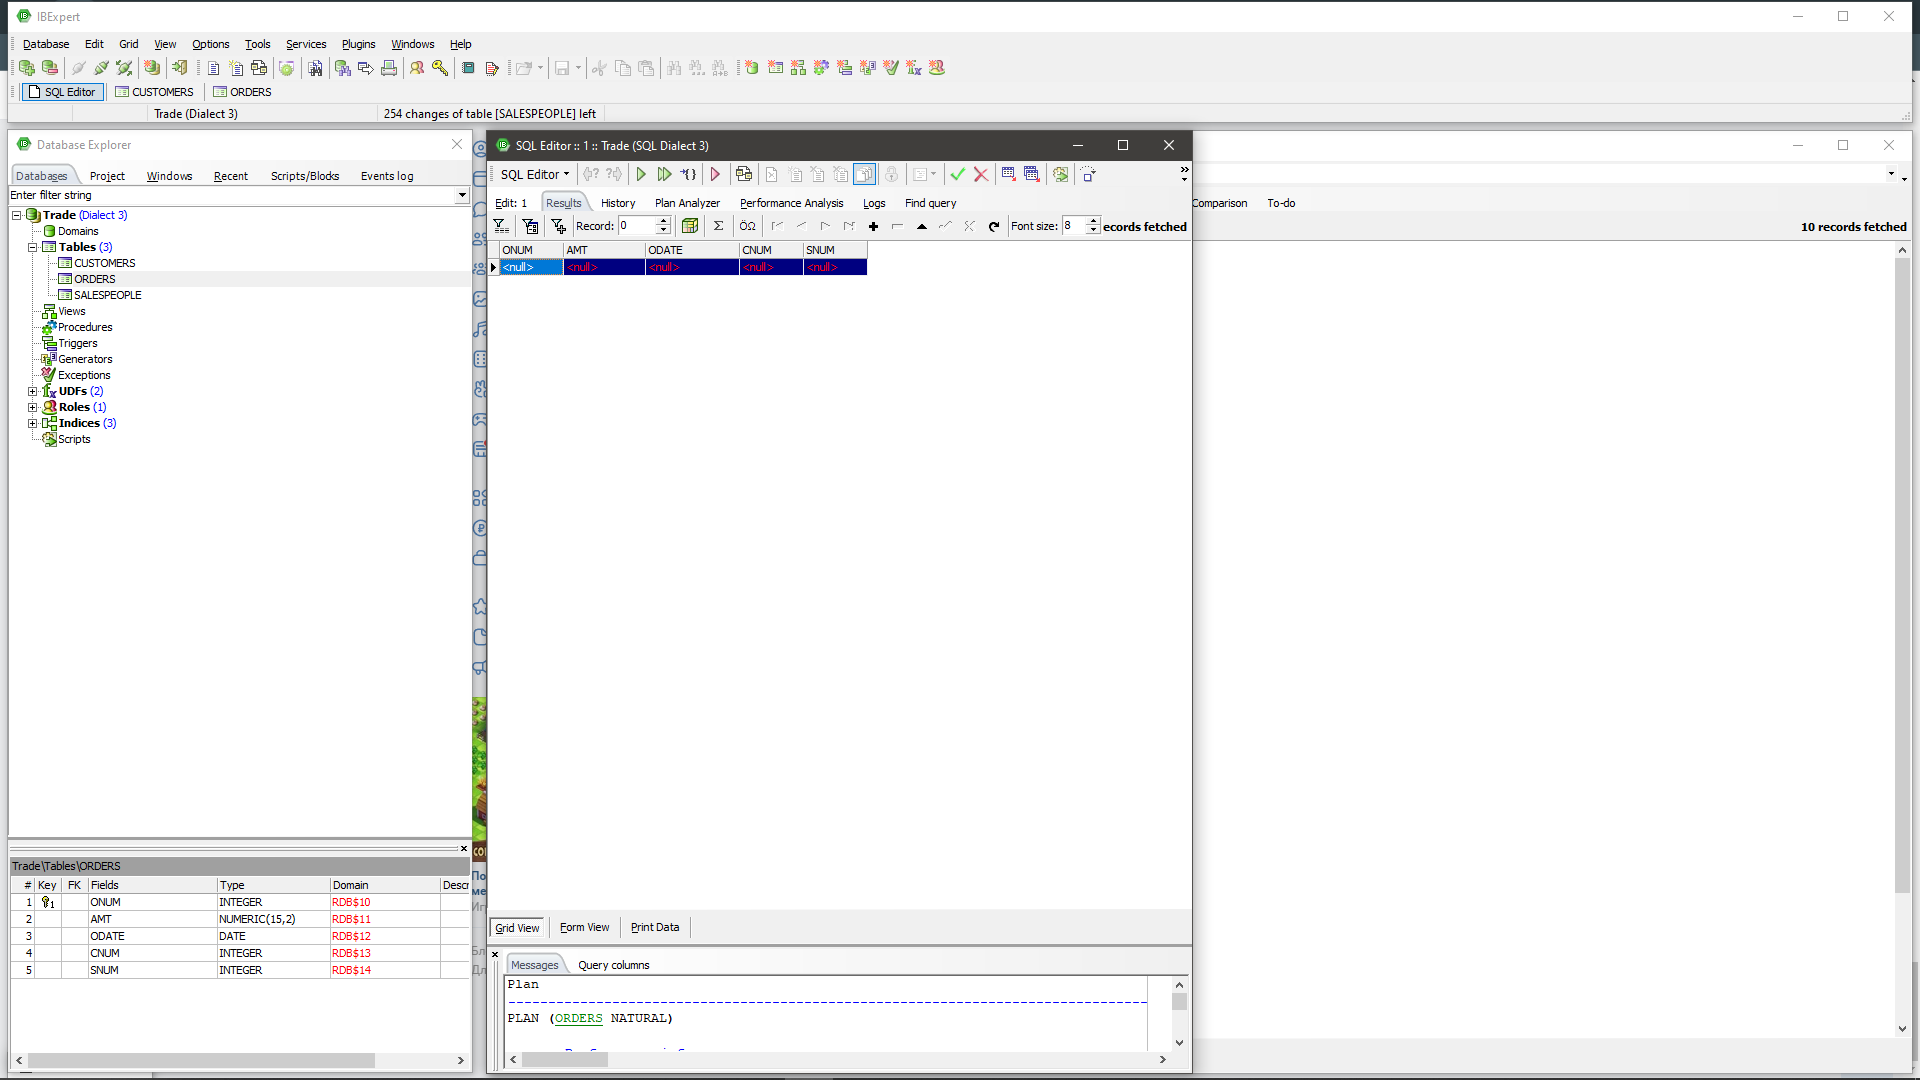 IBExpert
Database Edit Grid View Options Tools Services Plugins Windows Help
SQL Editor CUSTOMERS ORDERS
Trade (Dialect 3) 254 changes of table [SALESPEOPLE] left
Database Explorer
Databases Project Windows Recent Scripts/Blocks Events log
Enter filter string
Trade (Dialect 3)
Domains
Tables (3)
CUSTOMERS
ORDERS
SALESPEOPLE
Views
Procedures
Triggers
Generators
Exceptions
UDFs (2)
Roles (1)
Indices (3)
Scripts
Trade\Tables\ORDERS
# Key FK Fields Type Domain Descr
1 1 ONUM INTEGER RDB$10
2 AMT NUMERIC(15,2) RDB$11
3 ODATE DATE RDB$12
4 CNUM INTEGER RDB$13
5 SNUM INTEGER RDB$14
SQL Editor :: 1 :: Trade (SQL Dialect 3)
SQL Editor
Edit: 1 Results History Plan Analyzer Performance Analysis Logs Find query
Record: 0 Font size: 8 ecords fetched
ONUM AMT ODATE CNUM SNUM
<null> <null> <null> <null> <null>
Grid View Form View Print Data
Messages Query columns
Plan
--------------------------------------------------------------------------------
PLAN (ORDERS NATURAL)
Comparison To-do
10 records fetched